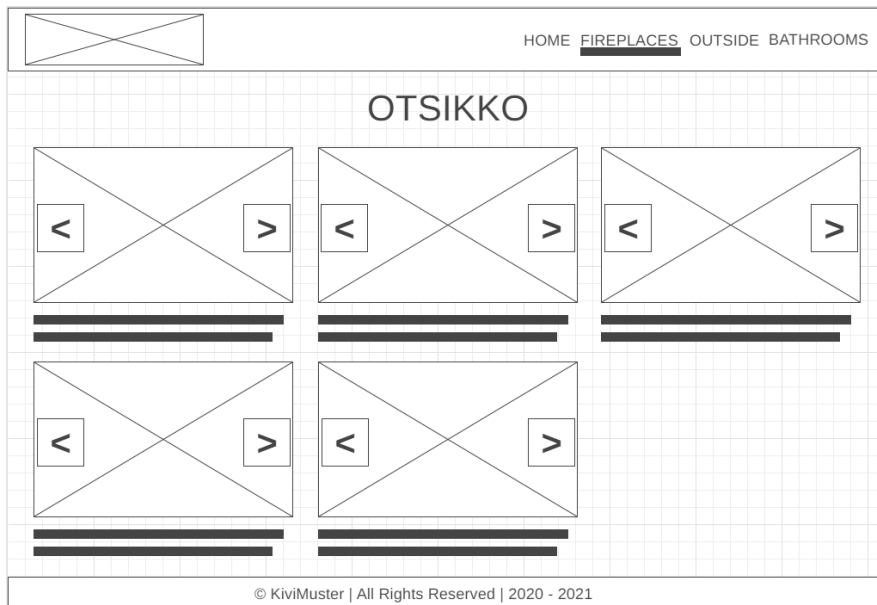 HOME FIREPLACES OUTSIDE BATHROOMS
OTSIKKO
< > < > < >
< > < >
© KiviMuster | All Rights Reserved | 2020 - 2021